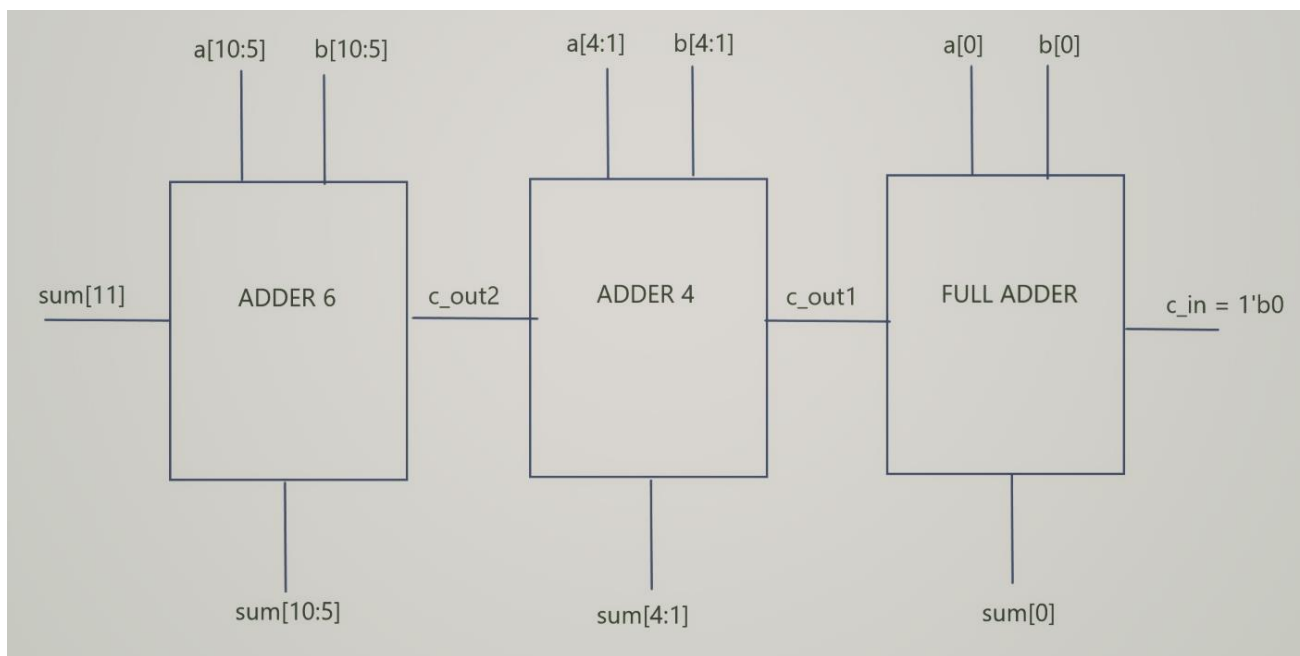 a[10:5] b[10:5] a[4:1] b[4:1] a[0] b[0]
sum[11] ADDER 6 c_out2 ADDER 4 c_out1 FULL ADDER c_in = 1'b0
sum[10:5] sum[4:1] sum[0]